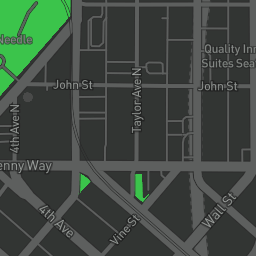 Needle
Quality Inn
Suites Sea
John St
John St
Taylor Ave N
4th Ave N
enny Way
4th Ave
Vine St
Wall St